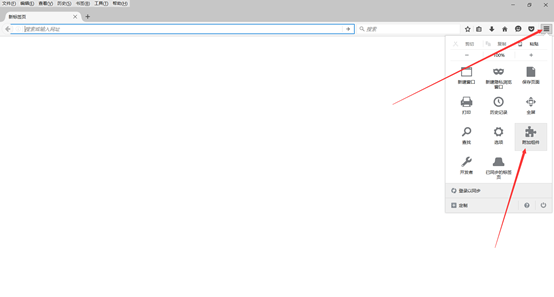 文件(F) 编辑(E) 查看(V) 历史(S) 书签(B) 工具(T) 帮助(H)
新标签页
搜索或输入网址
搜索
剪切 复制 粘贴
100%
新建窗口 新建隐私浏览窗口 保存页面
打印 历史记录 全屏
查找 选项 附加组件
开发者 已同步的标签页
登录以同步
定制